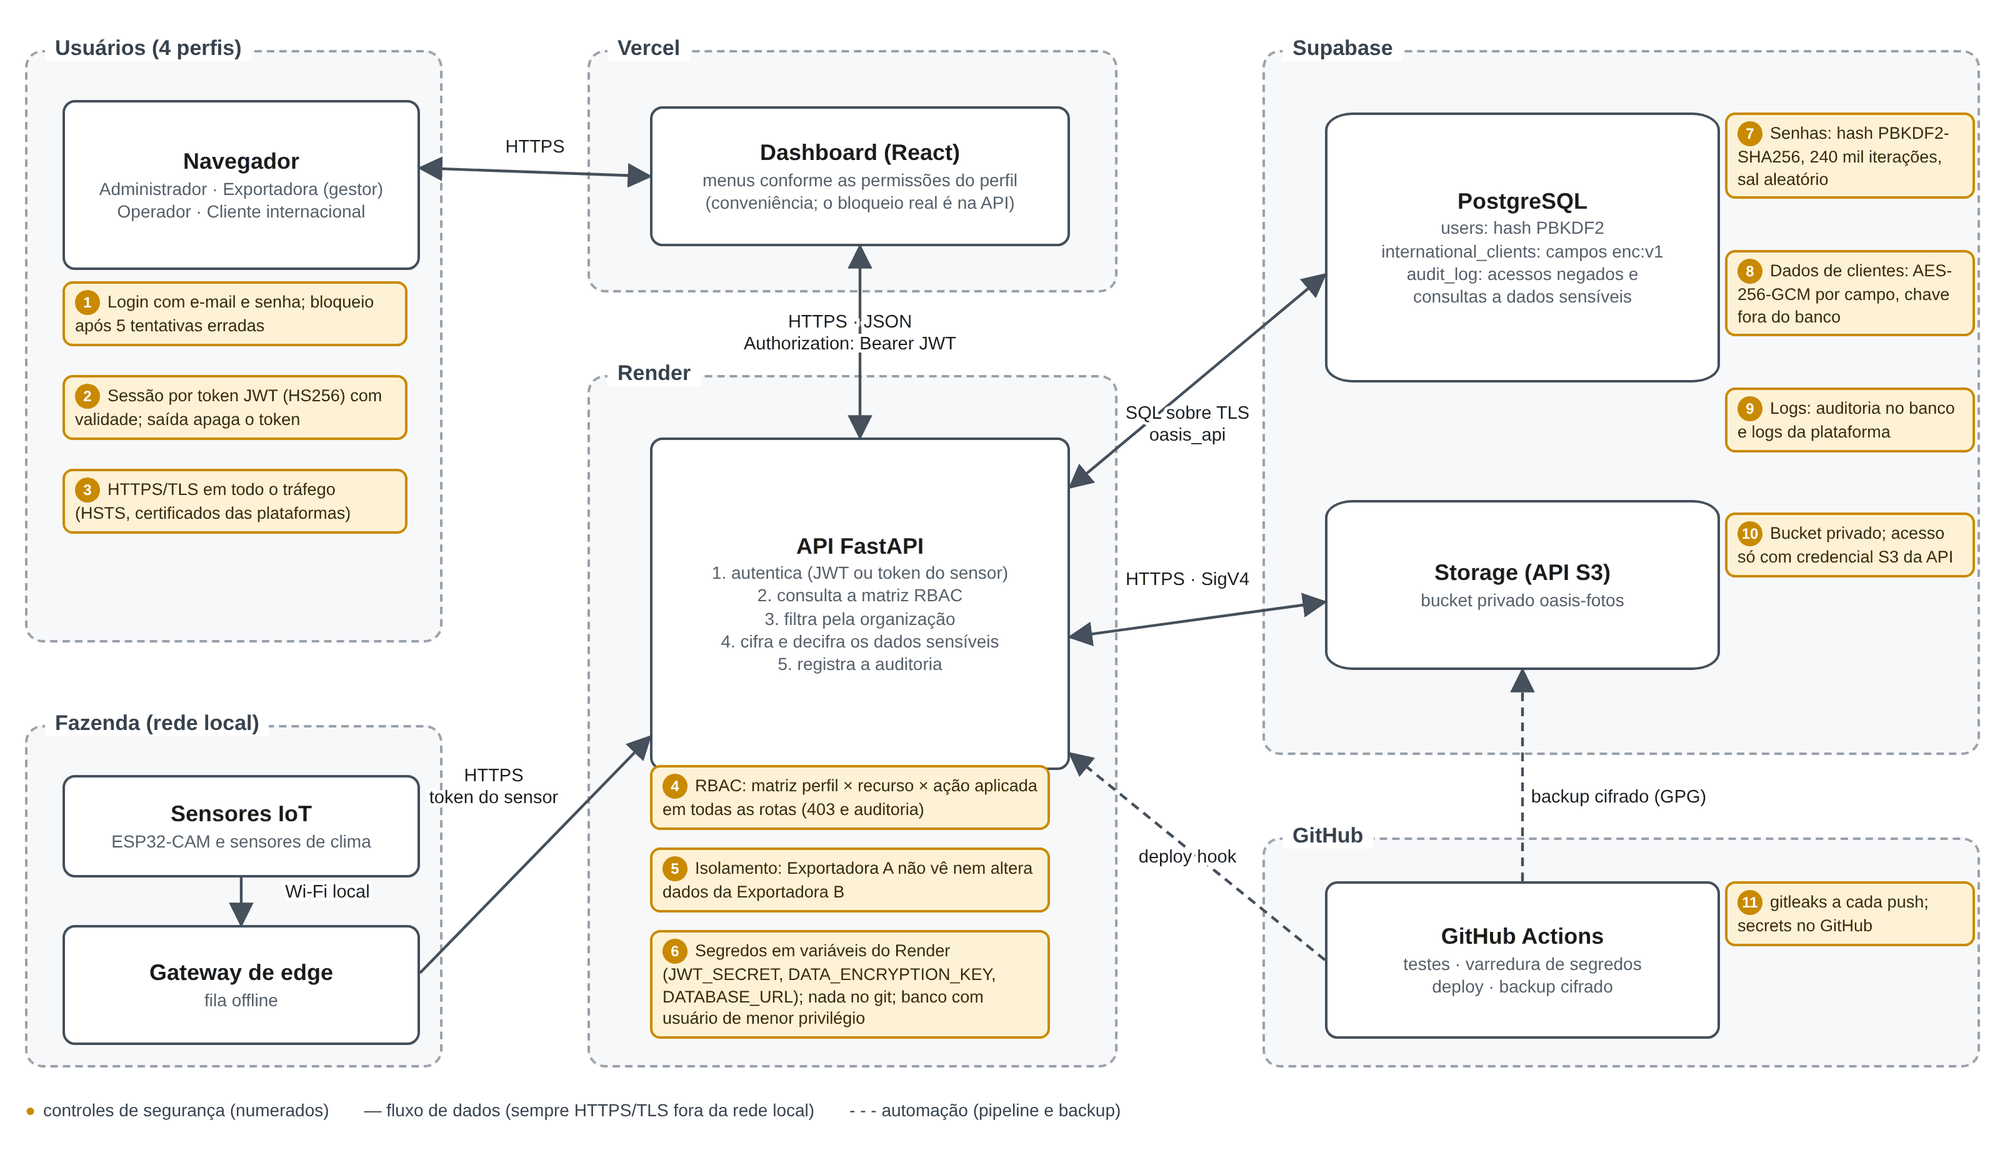 Usuários (4 perfis)
Navegador
Administrador · Exportadora (gestor)
Operador · Cliente internacional
1 Login com e-mail e senha; bloqueio
após 5 tentativas erradas
2 Sessão por token JWT (HS256) com
validade; saída apaga o token
3 HTTPS/TLS em todo o tráfego
(HSTS, certificados das plataformas)
HTTPS
Vercel
Dashboard (React)
menus conforme as permissões do perfil
(conveniência; o bloqueio real é na API)
HTTPS · JSON
Authorization: Bearer JWT
Render
API FastAPI
1. autentica (JWT ou token do sensor)
2. consulta a matriz RBAC
3. filtra pela organização
4. cifra e decifra os dados sensíveis
5. registra a auditoria
4 RBAC: matriz perfil × recurso × ação aplicada
em todas as rotas (403 e auditoria)
5 Isolamento: Exportadora A não vê nem altera
dados da Exportadora B
6 Segredos em variáveis do Render
(JWT_SECRET, DATA_ENCRYPTION_KEY,
DATABASE_URL); nada no git; banco com
usuário de menor privilégio
SQL sobre TLS
oasis_api
HTTPS · SigV4
deploy hook
Supabase
PostgreSQL
users: hash PBKDF2
international_clients: campos enc:v1
audit_log: acessos negados e
consultas a dados sensíveis
7 Senhas: hash PBKDF2-
SHA256, 240 mil iterações,
sal aleatório
8 Dados de clientes: AES-
256-GCM por campo, chave
fora do banco
9 Logs: auditoria no banco
e logs da plataforma
Storage (API S3)
bucket privado oasis-fotos
10 Bucket privado; acesso
só com credencial S3 da API
backup cifrado (GPG)
GitHub
GitHub Actions
testes · varredura de segredos
deploy · backup cifrado
11 gitleaks a cada push;
secrets no GitHub
Fazenda (rede local)
Sensores IoT
ESP32-CAM e sensores de clima
Wi-Fi local
Gateway de edge
fila offline
HTTPS
token do sensor
● controles de segurança (numerados)
— fluxo de dados (sempre HTTPS/TLS fora da rede local)
- - - automação (pipeline e backup)